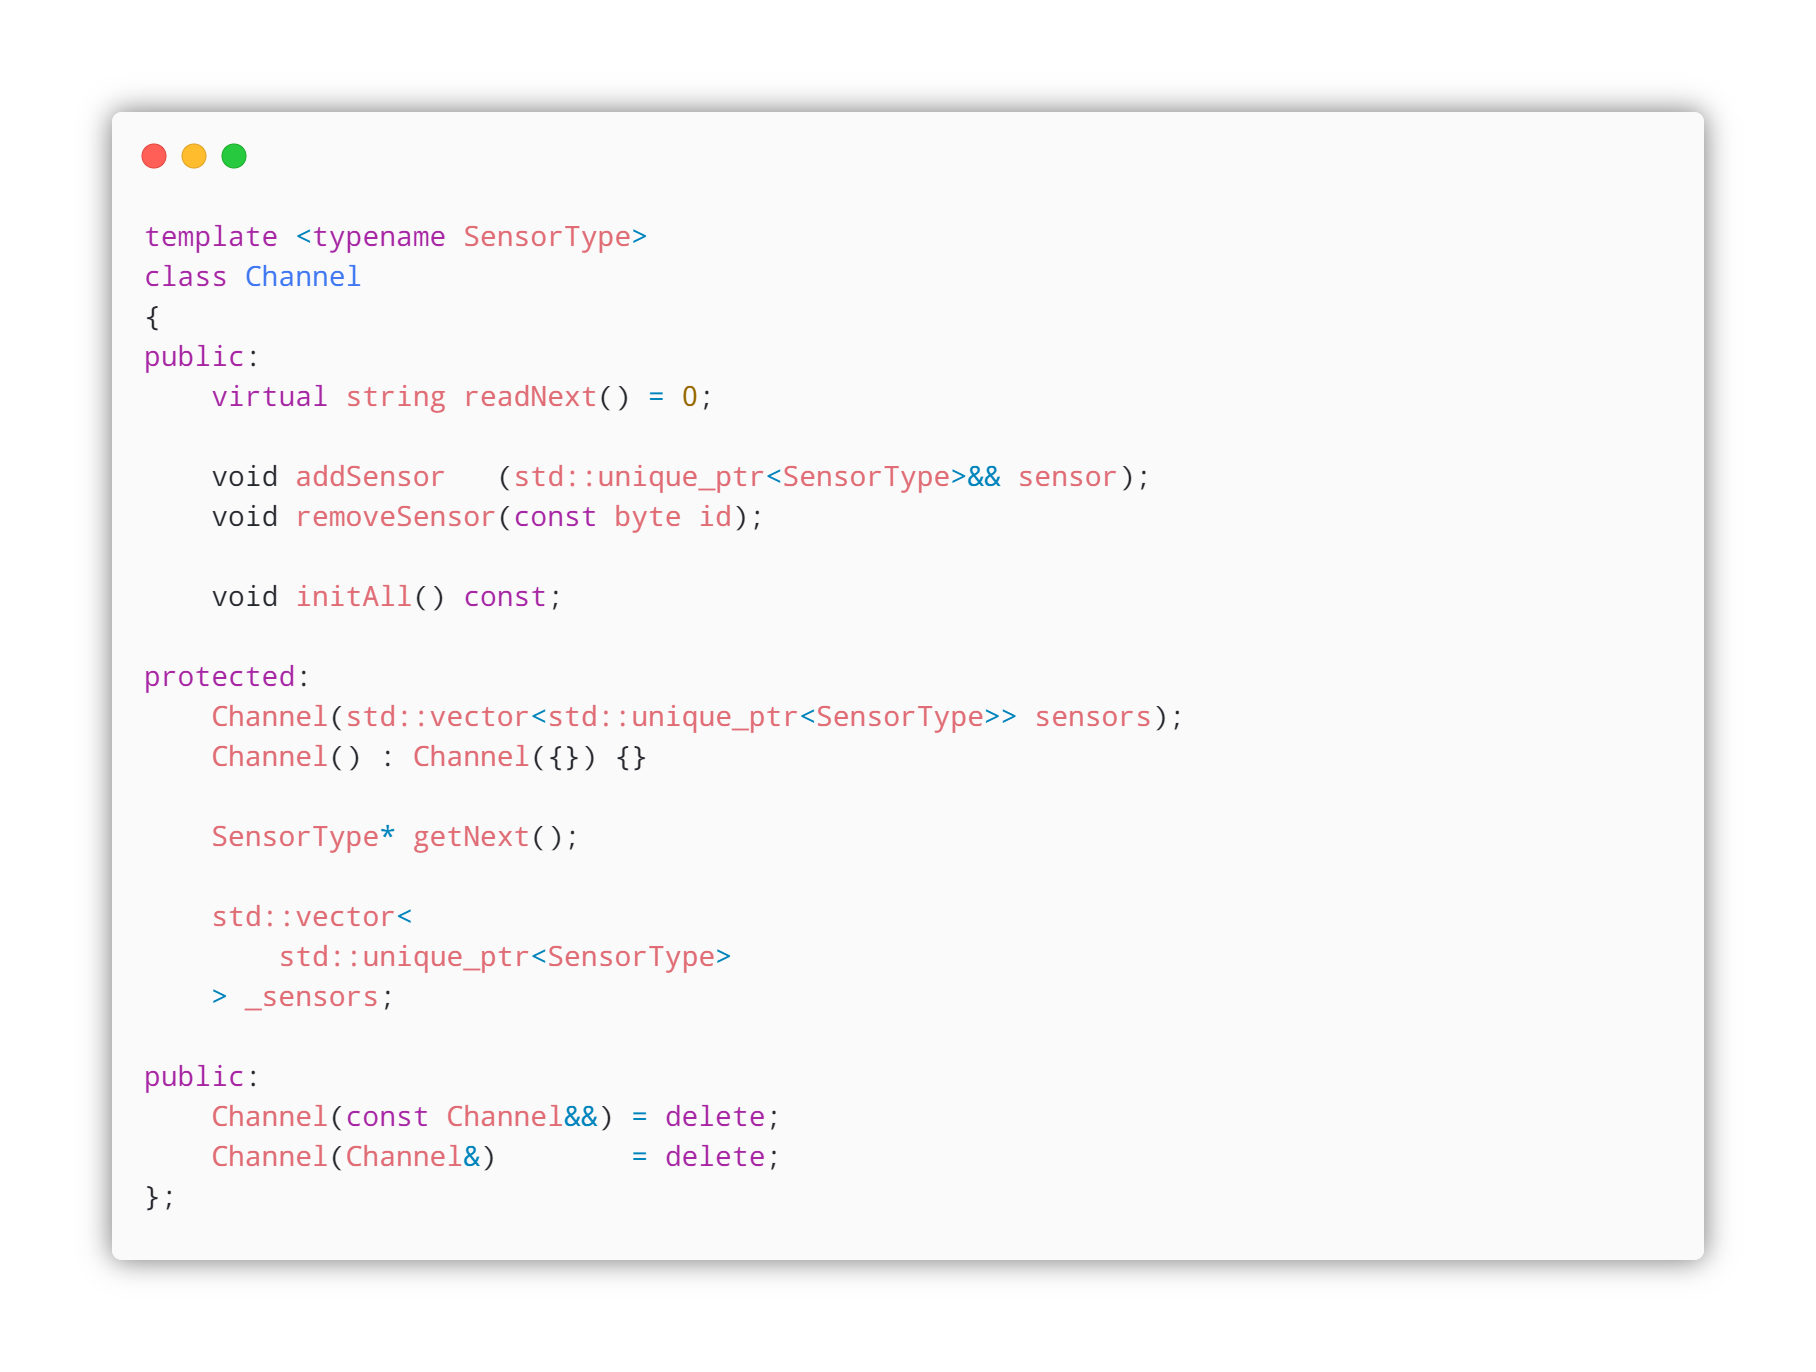 template <typename SensorType>
class Channel
{
public:
    virtual string readNext() = 0;

    void addSensor   (std::unique_ptr<SensorType>&& sensor);
    void removeSensor(const byte id);

    void initAll() const;

protected:
    Channel(std::vector<std::unique_ptr<SensorType>> sensors);
    Channel() : Channel({}) {}

    SensorType* getNext();

    std::vector<
        std::unique_ptr<SensorType>
    > _sensors;

public:
    Channel(const Channel&&) = delete;
    Channel(Channel&)        = delete;
};